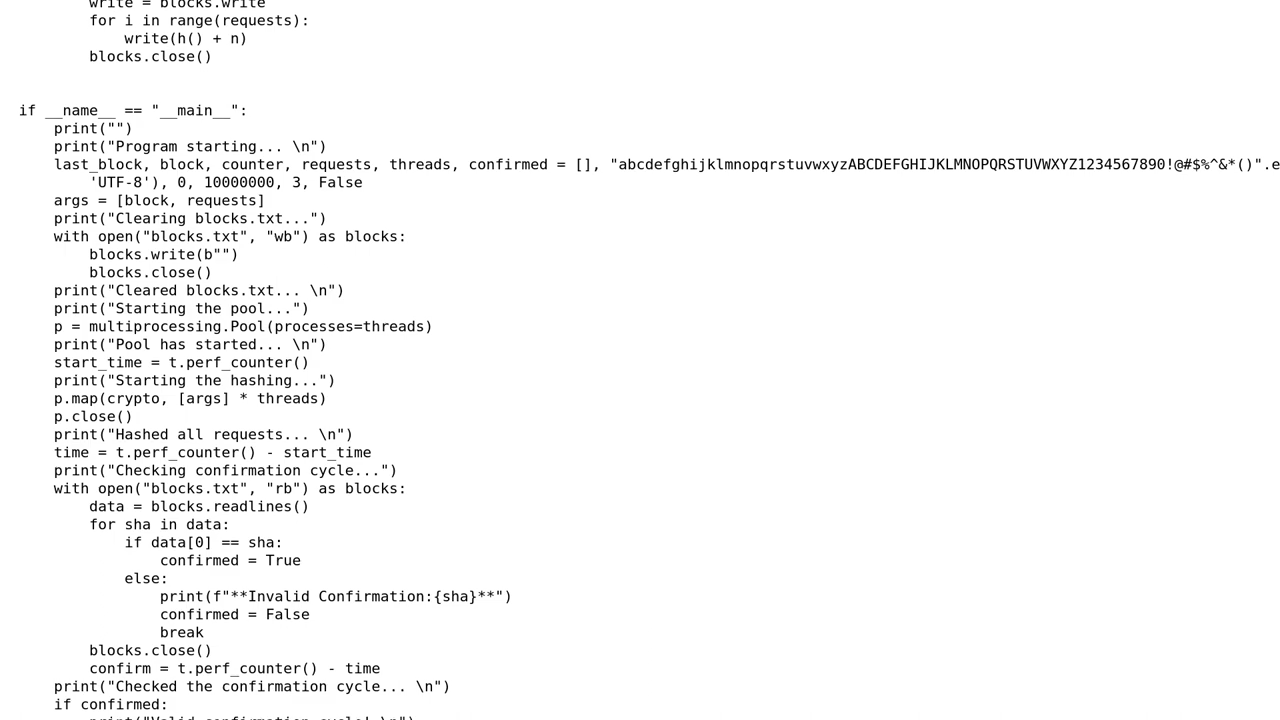 write = blocks.write
        for i in range(requests):
            write(h() + n)
        blocks.close()
if __name__ == "__main__":
    print("")
    print("Program starting... \n")
    last_block, block, counter, requests, threads, confirmed = [], "abcdefghijklmnopqrstuvwxyzABCDEFGHIJKLMNOPQRSTUVWXYZ1234567890!@#$%^&*()".e
        'UTF-8'), 0, 10000000, 3, False
    args = [block, requests]
    print("Clearing blocks.txt...")
    with open("blocks.txt", "wb") as blocks:
        blocks.write(b"")
        blocks.close()
    print("Cleared blocks.txt... \n")
    print("Starting the pool...")
    p = multiprocessing.Pool(processes=threads)
    print("Pool has started... \n")
    start_time = t.perf_counter()
    print("Starting the hashing...")
    p.map(crypto, [args] * threads)
    p.close()
    print("Hashed all requests... \n")
    time = t.perf_counter() - start_time
    print("Checking confirmation cycle...")
    with open("blocks.txt", "rb") as blocks:
        data = blocks.readlines()
        for sha in data:
            if data[0] == sha:
                confirmed = True
            else:
                print(f"**Invalid Confirmation:{sha}**")
                confirmed = False
                break
        blocks.close()
        confirm = t.perf_counter() - time
    print("Checked the confirmation cycle... \n")
    if confirmed:
        print("Valid confirmation cycle! \n")